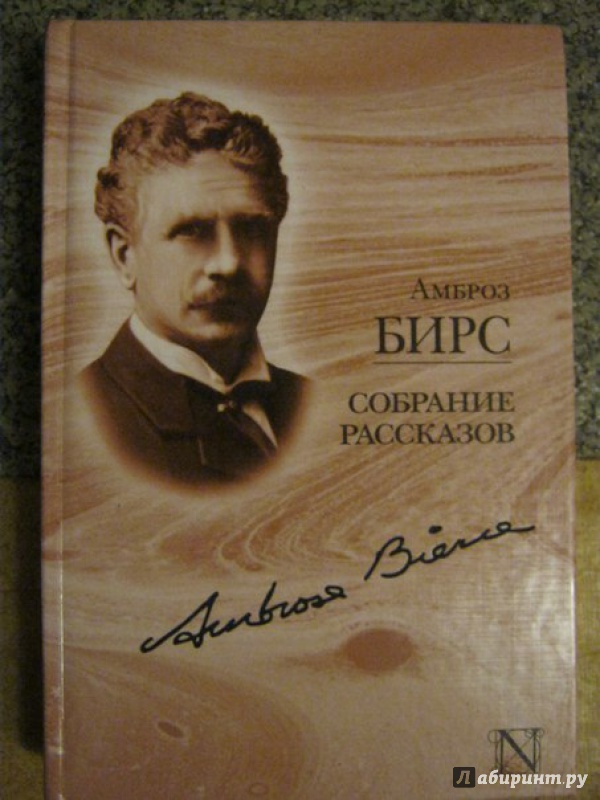 Амброз
БИРС
СОБРАНИЕ
РАССКАЗОВ
Ambrose Bierce
N
Лабиринт.ру